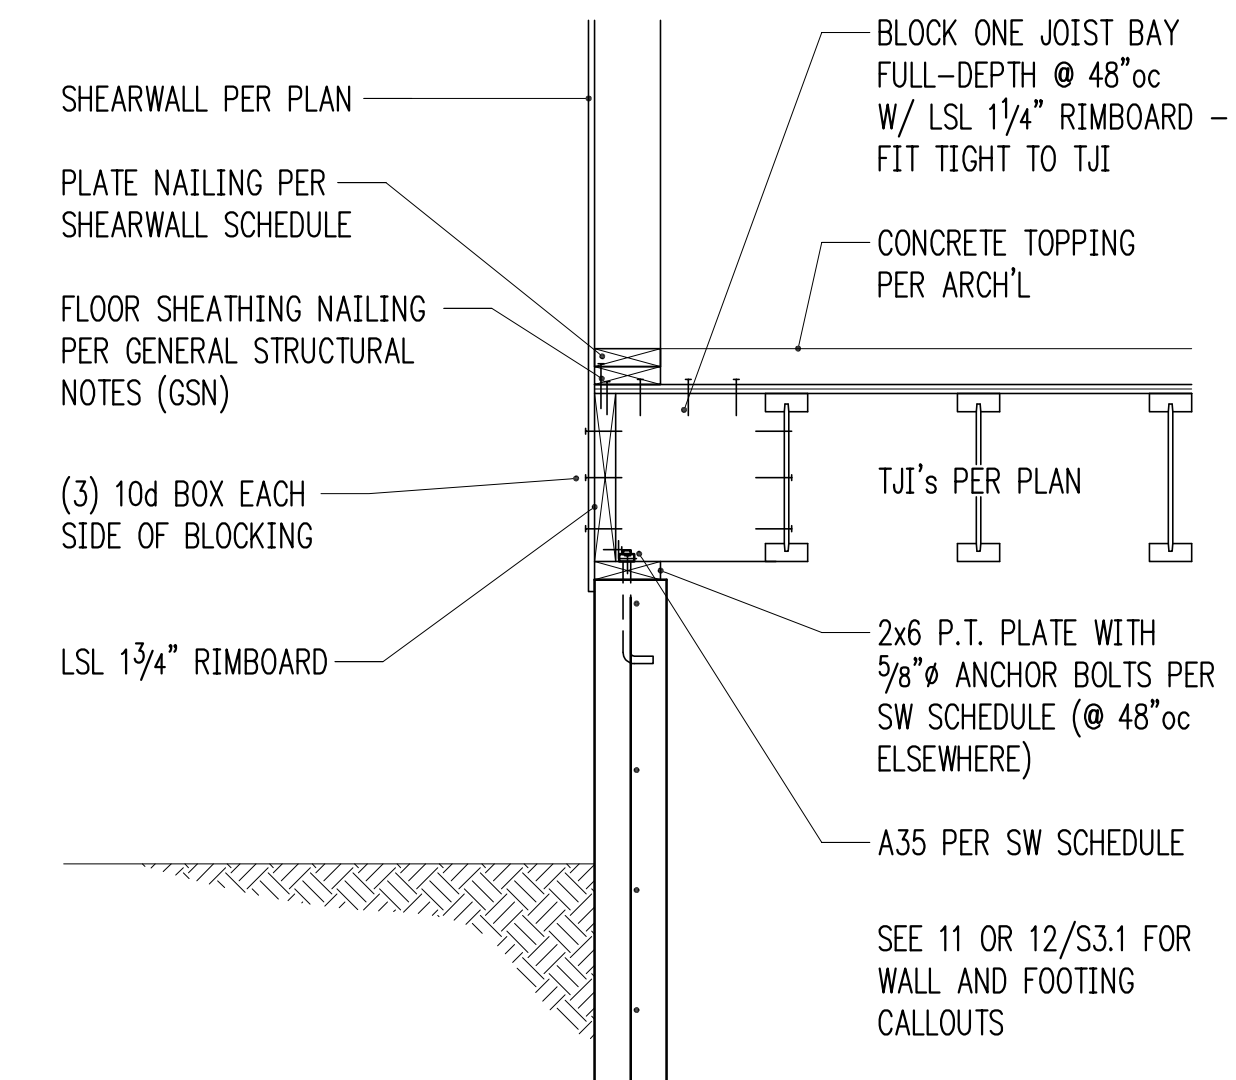 SHEARWALL PER PLAN
PLATE NAILING PER
SHEARWALL SCHEDULE
FLOOR SHEATHING NAILING
PER GENERAL STRUCTURAL
NOTES (GSN)
(3) 10d BOX EACH
SIDE OF BLOCKING
LSL 1 3/4" RIMBOARD
BLOCK ONE JOIST BAY
FULL-DEPTH @ 48"oc
W/ LSL 1 1/4" RIMBOARD –
FIT TIGHT TO TJI
CONCRETE TOPPING
PER ARCH'L
TJI's PER PLAN
2x6 P.T. PLATE WITH
5/8"ø ANCHOR BOLTS PER
SW SCHEDULE (@ 48"oc
ELSEWHERE)
A35 PER SW SCHEDULE
SEE 11 OR 12/S3.1 FOR
WALL AND FOOTING
CALLOUTS